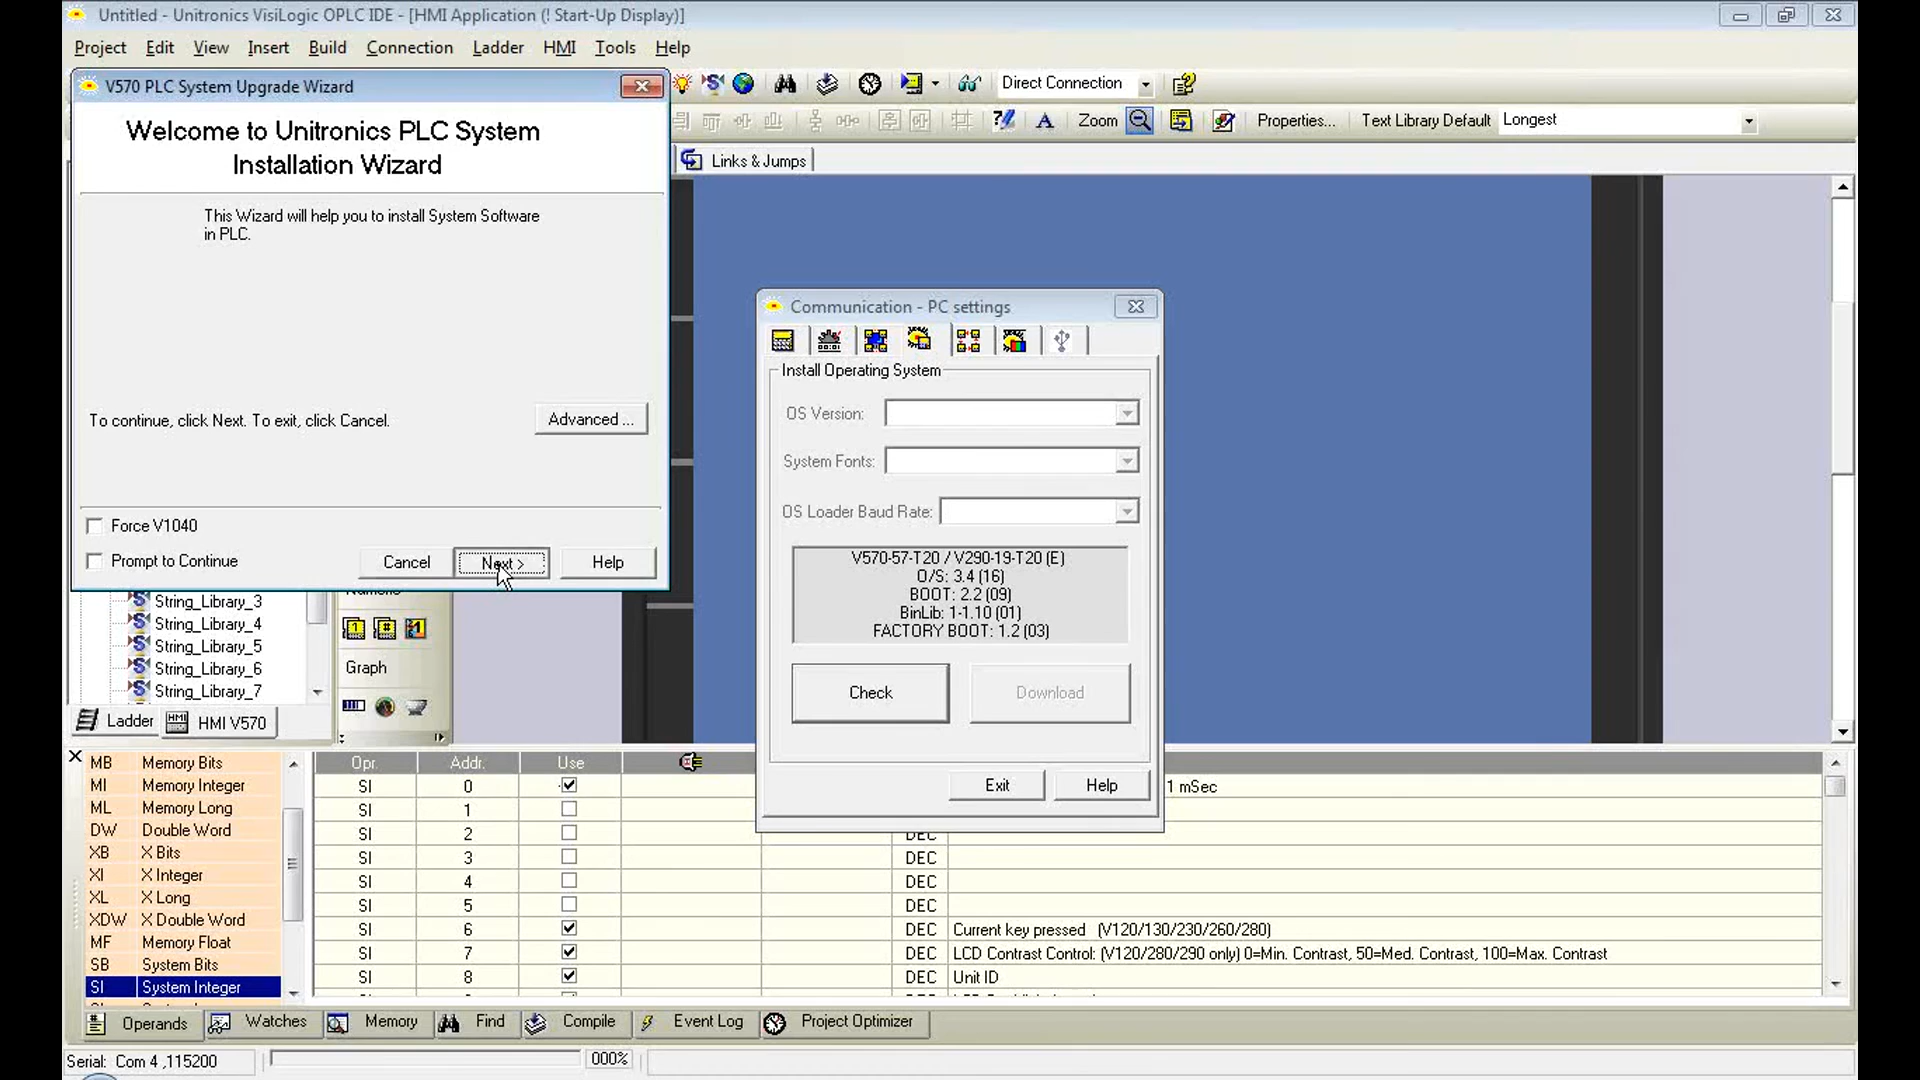 Untitled - Unitronics VisiLogic OPLC IDE - [HMI Application (! Start-Up Display)]
Project Edit View Insert Build Connection Ladder HMI Tools Help
V570 PLC System Upgrade Wizard
Direct Connection
Welcome to Unitronics PLC System
Installation Wizard
Zoom Properties... Text Library Default Longest
Links & Jumps
This Wizard will help you to install System Software
in PLC.
To continue, click Next. To exit, click Cancel.
Advanced ...
Force V1040
Prompt to Continue
Cancel Next > Help
Communication - PC settings
Install Operating System
OS Version:
System Fonts:
OS Loader Baud Rate:
V570-57-T20 / V290-19-T20 (E)
O/S: 3.4 (16)
BOOT: 2.2 (09)
BinLib: 1-1.10 (01)
FACTORY BOOT: 1.2 (03)
Check Download
Exit Help
String_Library_3
String_Library_4
String_Library_5
String_Library_6
String_Library_7
Graph
Ladder HMI HMI V570
MB Memory Bits
MI Memory Integer
ML Memory Long
DW Double Word
XB X Bits
XI X Integer
XL X Long
XDW X Double Word
MF Memory Float
SB System Bits
SI System Integer
Opr. Addr. Use
SI 0 1 mSec
SI 1
SI 2 DEC
SI 3 DEC
SI 4 DEC
SI 5 DEC
SI 6 DEC Current key pressed (V120/130/230/260/280)
SI 7 DEC LCD Contrast Control: (V120/280/290 only) 0=Min. Contrast, 50=Med. Contrast, 100=Max. Contrast
SI 8 DEC Unit ID
Operands Watches Memory Find Compile Event Log Project Optimizer
Serial: Com 4 ,115200 000%